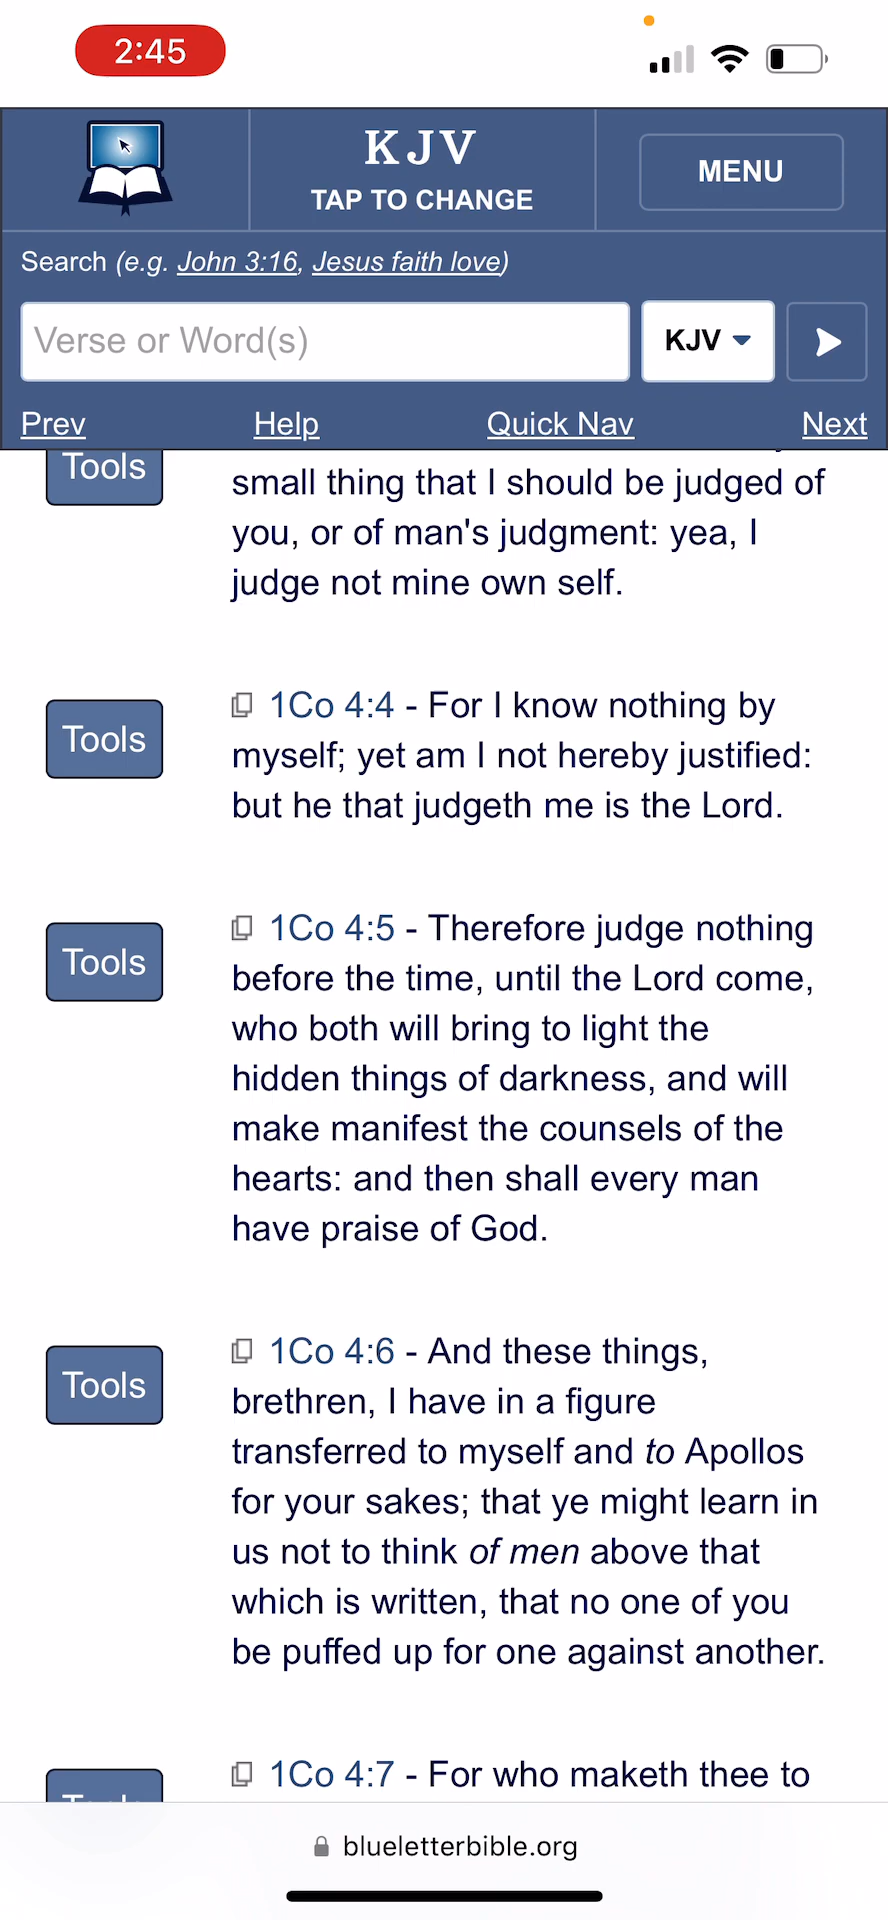 2:45
KJV
TAP TO CHANGE
MENU
Search (e.g. John 3:16, Jesus faith love)
Verse or Word(s)
KJV
Prev Help Quick Nav Next
Tools
small thing that I should be judged of
you, or of man's judgment: yea, I
judge not mine own self.
Tools
1Co 4:4 - For I know nothing by
myself; yet am I not hereby justified:
but he that judgeth me is the Lord.
Tools
1Co 4:5 - Therefore judge nothing
before the time, until the Lord come,
who both will bring to light the
hidden things of darkness, and will
make manifest the counsels of the
hearts: and then shall every man
have praise of God.
Tools
1Co 4:6 - And these things,
brethren, I have in a figure
transferred to myself and to Apollos
for your sakes; that ye might learn in
us not to think of men above that
which is written, that no one of you
be puffed up for one against another.
1Co 4:7 - For who maketh thee to
Tools
blueletterbible.org